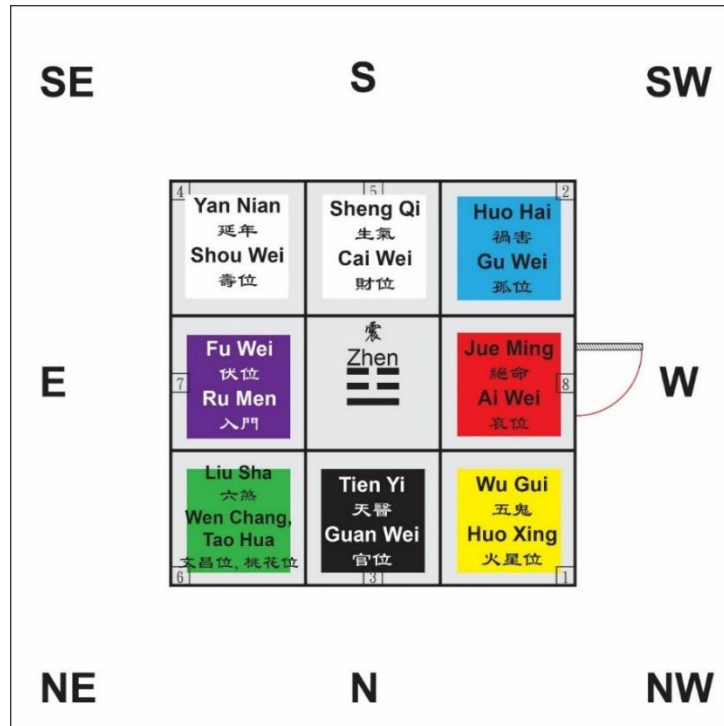 SE
S
SW
4
5
2
Yan Nian
延年
Shou Wei
壽位
Sheng Qi
生氣
Cai Wei
財位
Huo Hai
禍害
Gu Wei
孤位
E
7
Fu Wei
伏位
Ru Men
入門
震
Zhen
Jue Ming
絕命
Ai Wei
哀位
8
W
Liu Sha
六煞
Wen Chang,
Tao Hua
文昌位, 桃花位
Tien Yi
天醫
Guan Wei
官位
Wu Gui
五鬼
Huo Xing
火星位
6
3
1
NE
N
NW